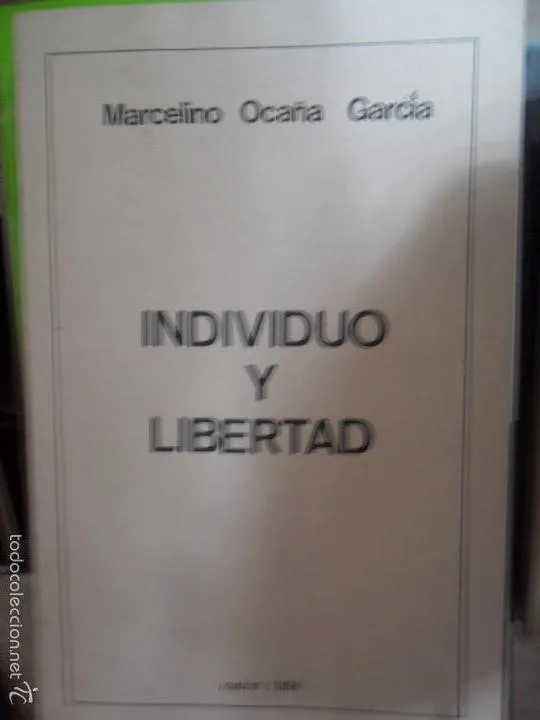 Marcelino Ocaña García
INDIVIDUO
Y
LIBERTAD
todocoleccion.net